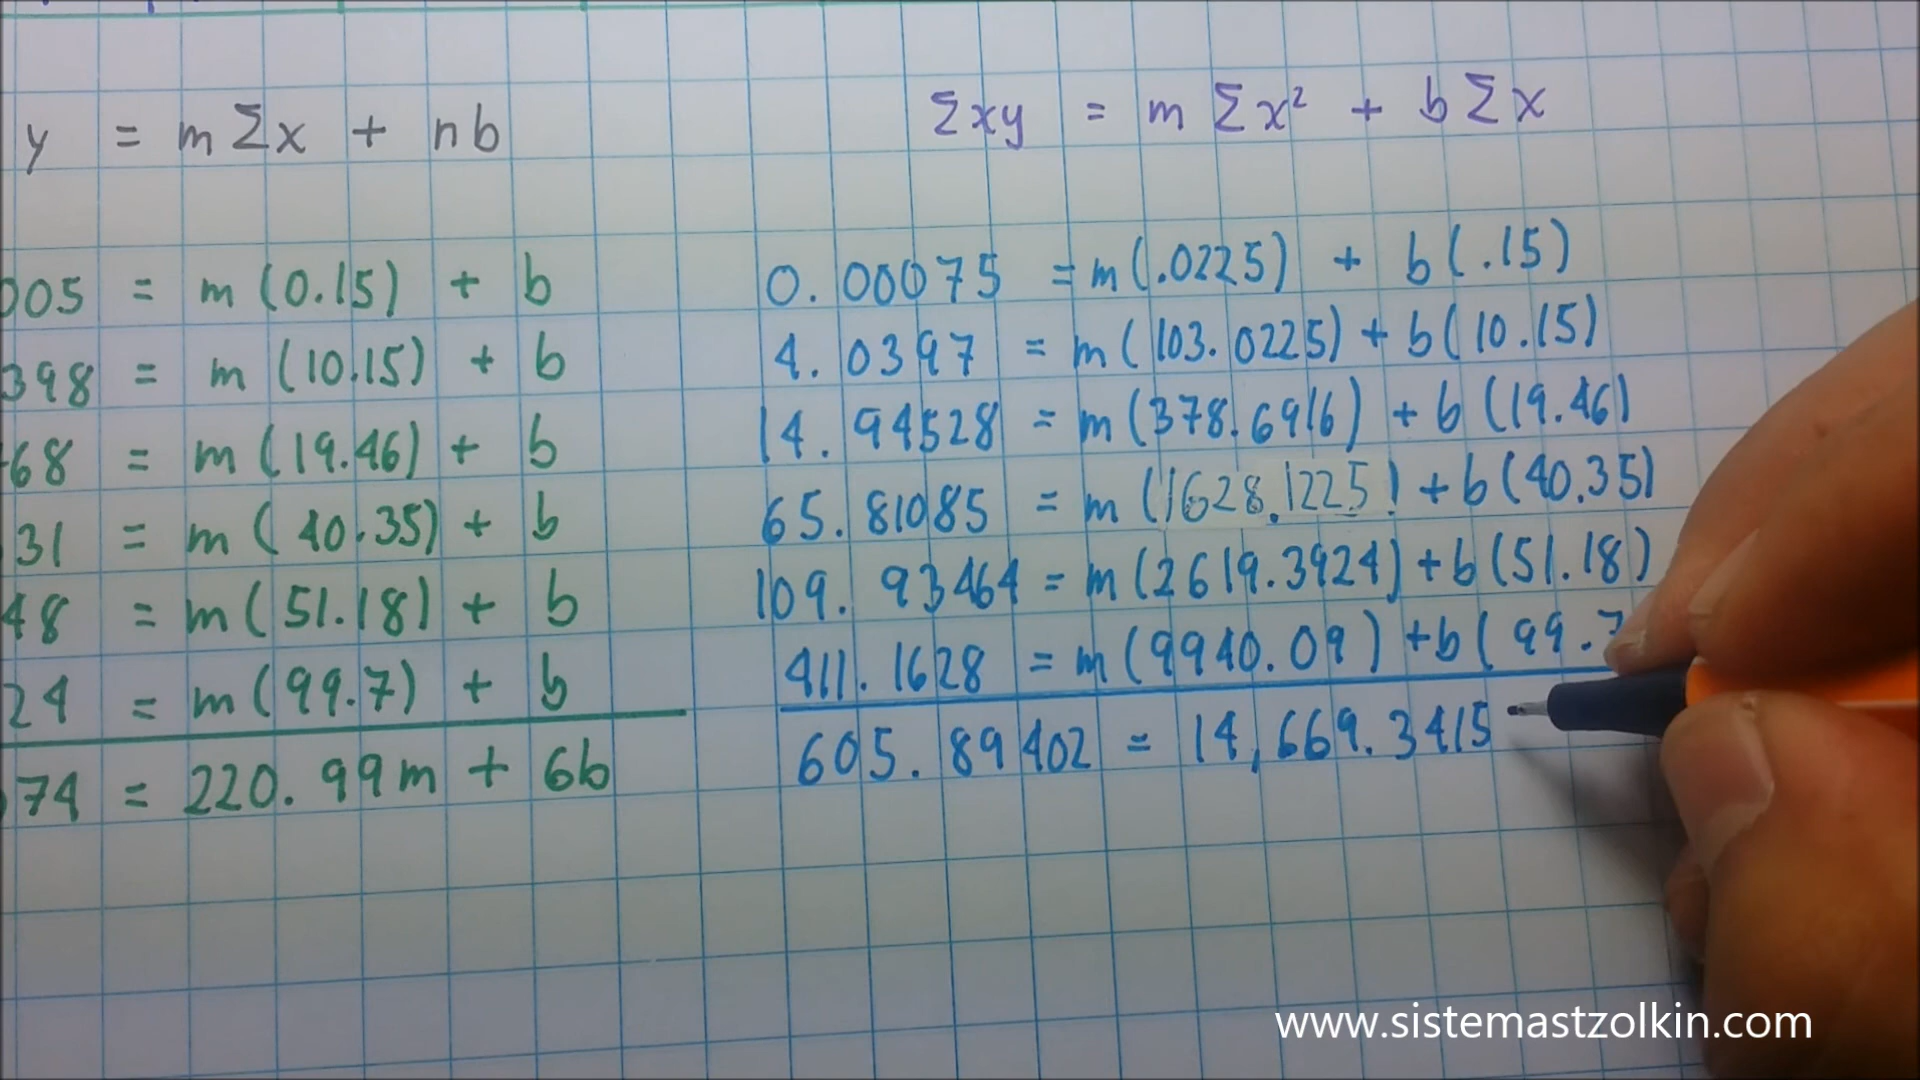 y = m Σx + nb
Σxy = m Σx² + b Σx
005 = m (0.15) + b
398 = m (10.15) + b
68 = m (19.46) + b
31 = m (40.35) + b
48 = m (51.18) + b
24 = m (99.7) + b
74 = 220.99m + 6b
0.00075 = m (.0225) + b (.15)
4.0397 = m (103.0225) + b (10.15)
14.94528 = m (378.6916) + b (19.46)
65.81085 = m (1628.1225) + b (40.35)
109.93464 = m (2619.3924) + b (51.18)
411.1628 = m (9940.09) + b (99.7
605.89402 = 14,669.3415
www.sistemastzolkin.com